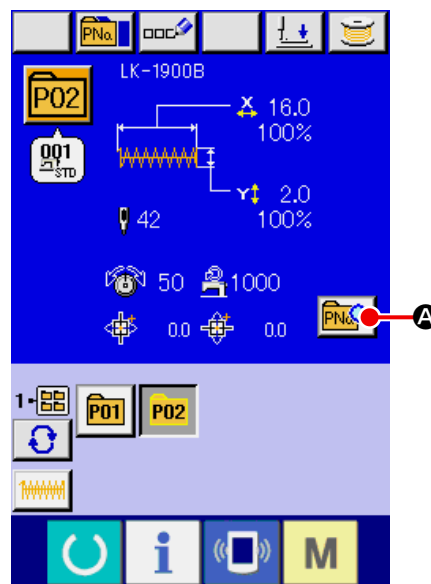 PNo.
LK-1900B
P02
X 16.0
100%
001
STD
Y 2.0
100%
42
50 1000
0.0 0.0
PNo.
A
1
P01 P02
i M